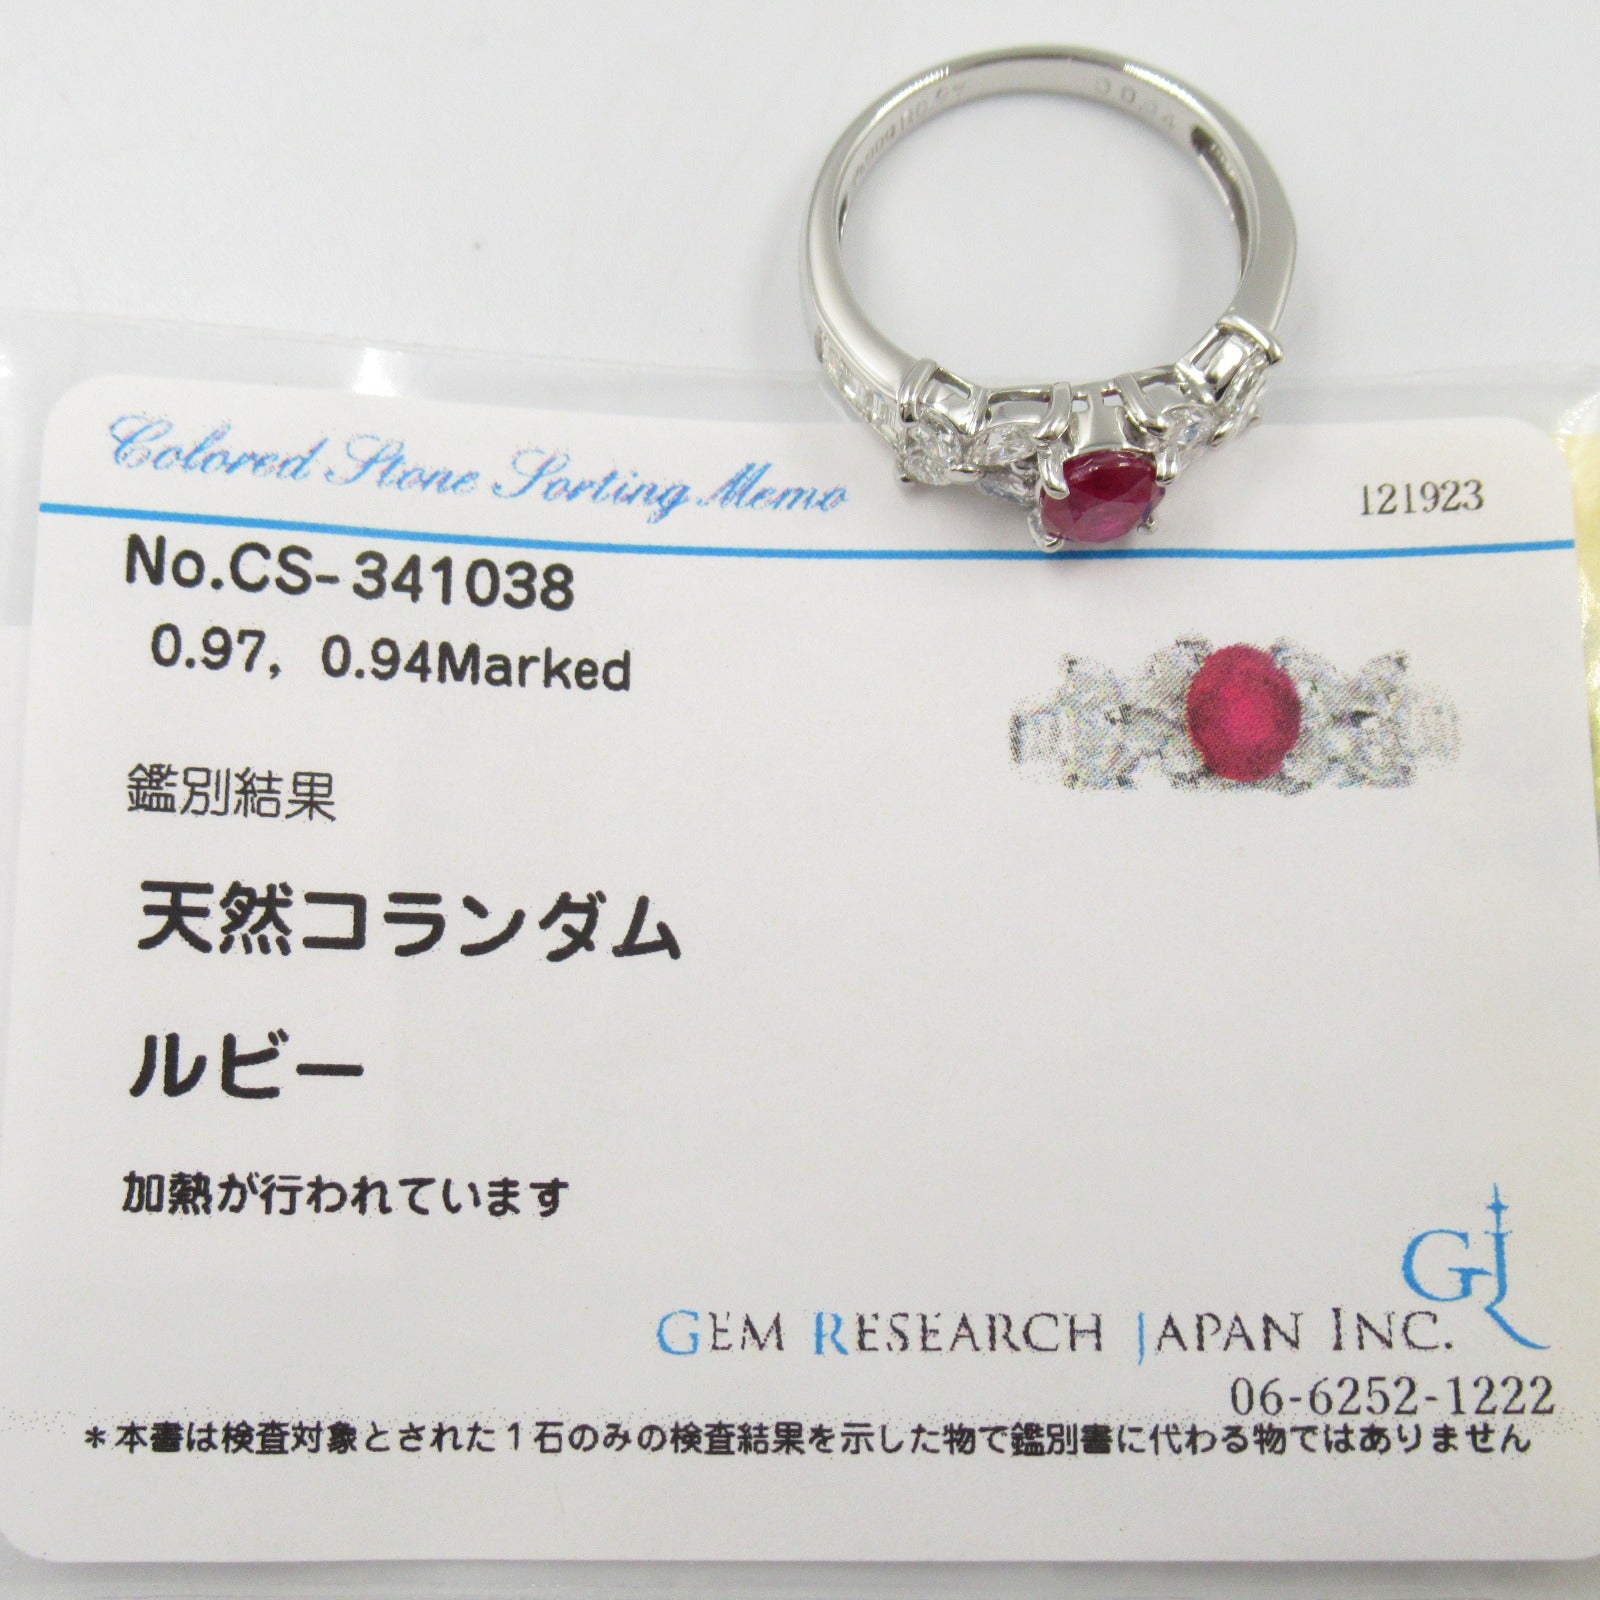 Colored Stone Sorting Memo
121923
No.CS-341038
0.97, 0.94Marked
鑑別結果
天然コランダム
ルビー
加熱が行われています
GJ
GEM RESEARCH JAPAN INC.
06-6252-1222
*本書は検査対象とされた1石のみの検査結果を示した物で鑑別書に代わる物ではありません